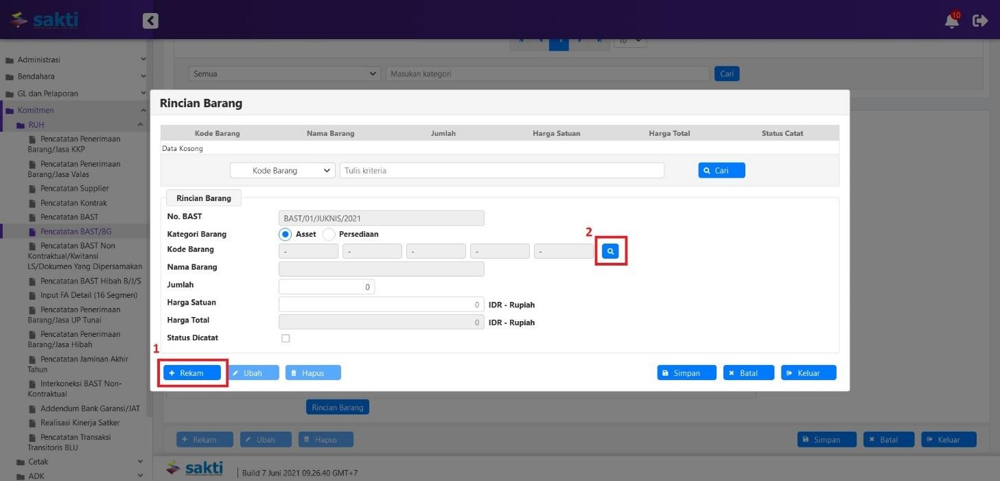 sakti
10
Administrasi
Bendahara
GL dan Pelaporan
Komitmen
RUH
Pencatatan Penerimaan
Barang/Jasa KKP
Pencatatan Penerimaan
Barang/Jasa Valas
Pencatatan Supplier
Pencatatan Kontrak
Pencatatan BAST
Pencatatan BAST/BG
Pencatatan BAST Non
Kontraktual/Kwitansi
LS/Dokumen Yang Dipersamakan
Pencatatan BAST Hibah B/J/S
Input FA Detail (16 Segmen)
Pencatatan Penerimaan
Barang/Jasa UP Tunai
Pencatatan Penerimaan
Barang/Jasa Hibah
Pencatatan Jaminan Akhir
Tahun
Interkoneksi BAST Non-
Kontraktual
Addendum Bank Garansi/JAT
Realisasi Kinerja Satker
Pencatatan Transaksi
Transitoris BLU
Cetak
ADK
1 10
Semua Masukan kategori Cari
Rincian Barang
Kode Barang Nama Barang Jumlah Harga Satuan Harga Total Status Catat
Data Kosong
Kode Barang Tulis kriteria Cari
Rincian Barang
No. BAST BAST/01/JUKNIS/2021
Kategori Barang Asset Persediaan
2
Kode Barang - - - - -
Nama Barang
Jumlah 0
Harga Satuan 0 IDR - Rupiah
Harga Total 0 IDR - Rupiah
Status Dicatat
1
Rekam Ubah Hapus Simpan Batal Keluar
Rincian Barang
Rekam Ubah Hapus Simpan Batal Keluar
sakti | Build 7 Juni 2021 09.26.40 GMT+7